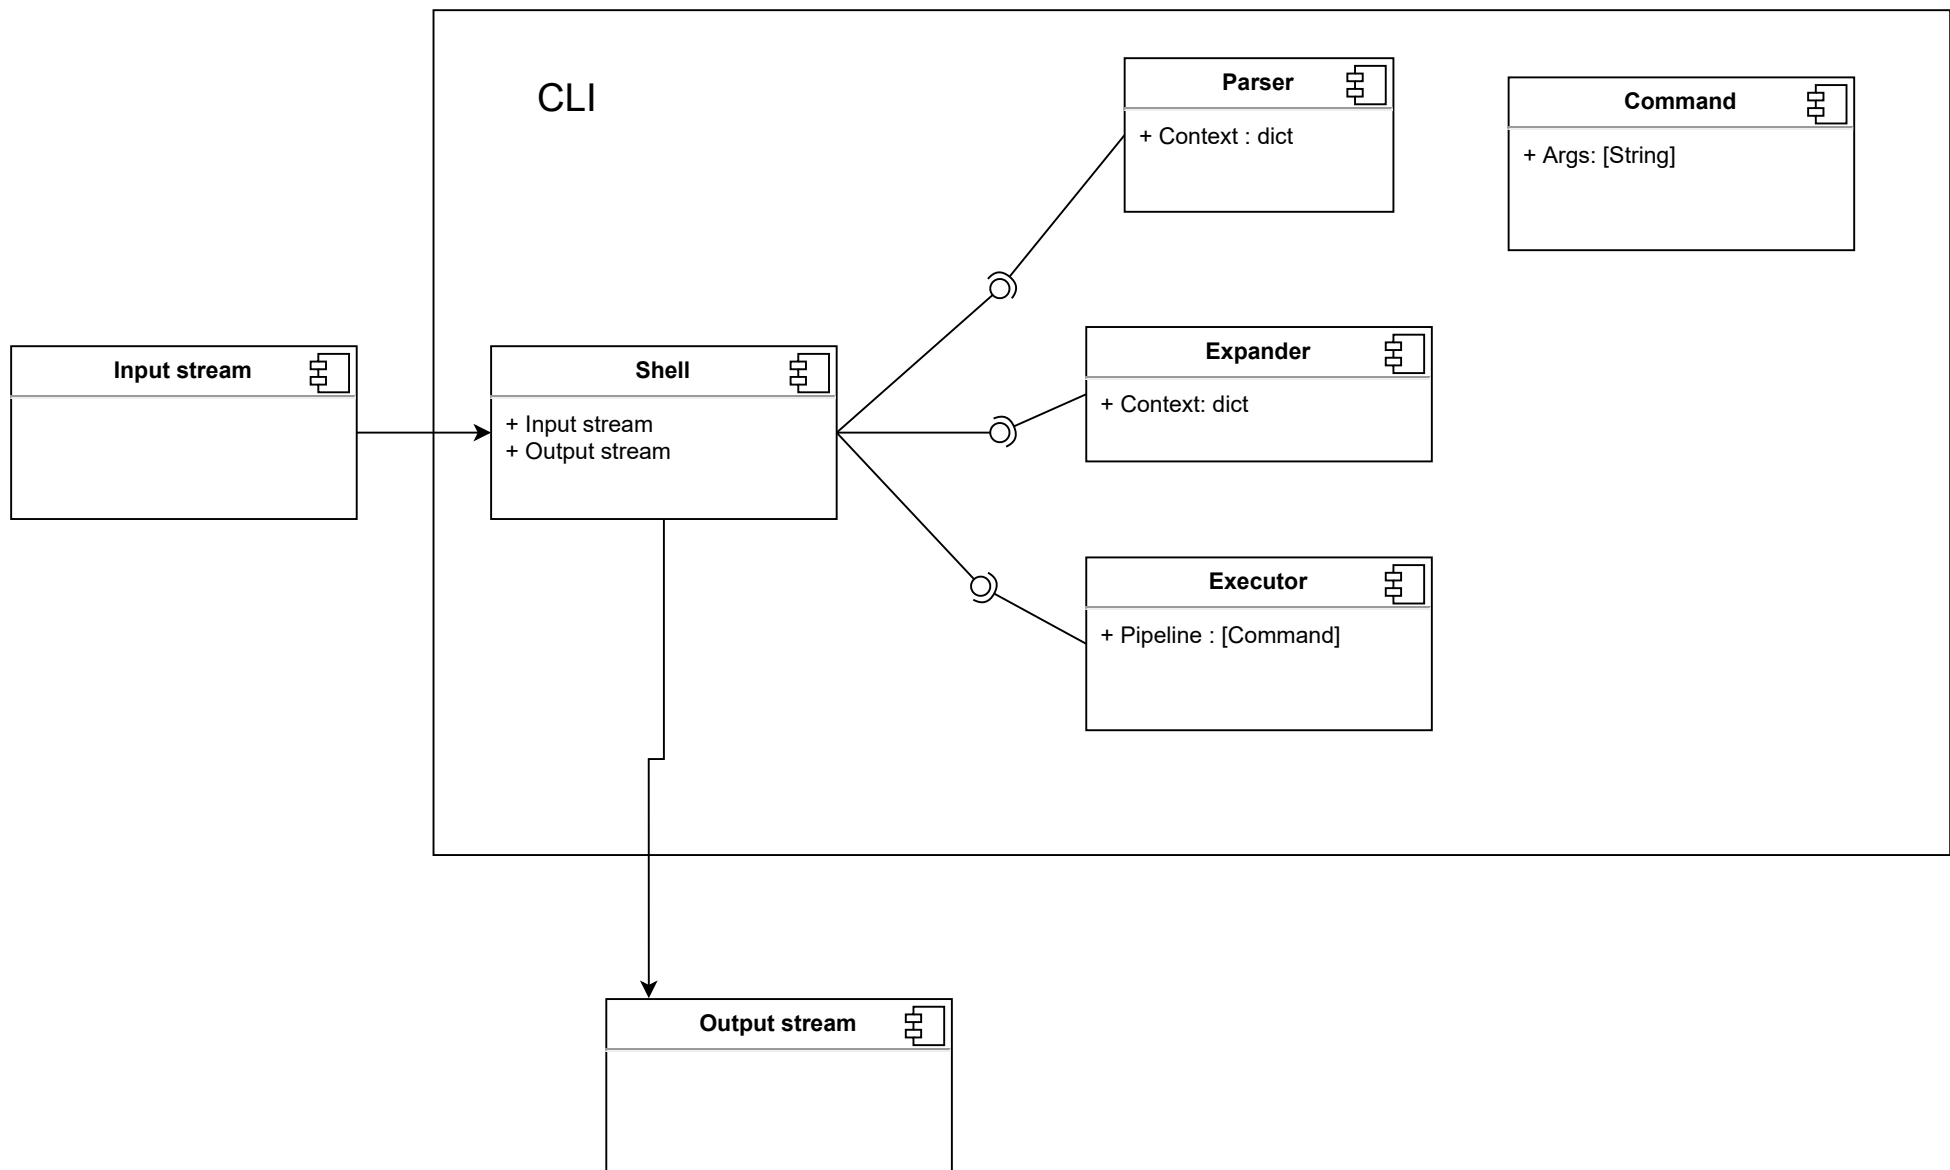 CLI
Parser
+ Context : dict
Command
+ Args: [String]
Input stream
Shell
+ Input stream
+ Output stream
Expander
+ Context: dict
Executor
+ Pipeline : [Command]
Output stream